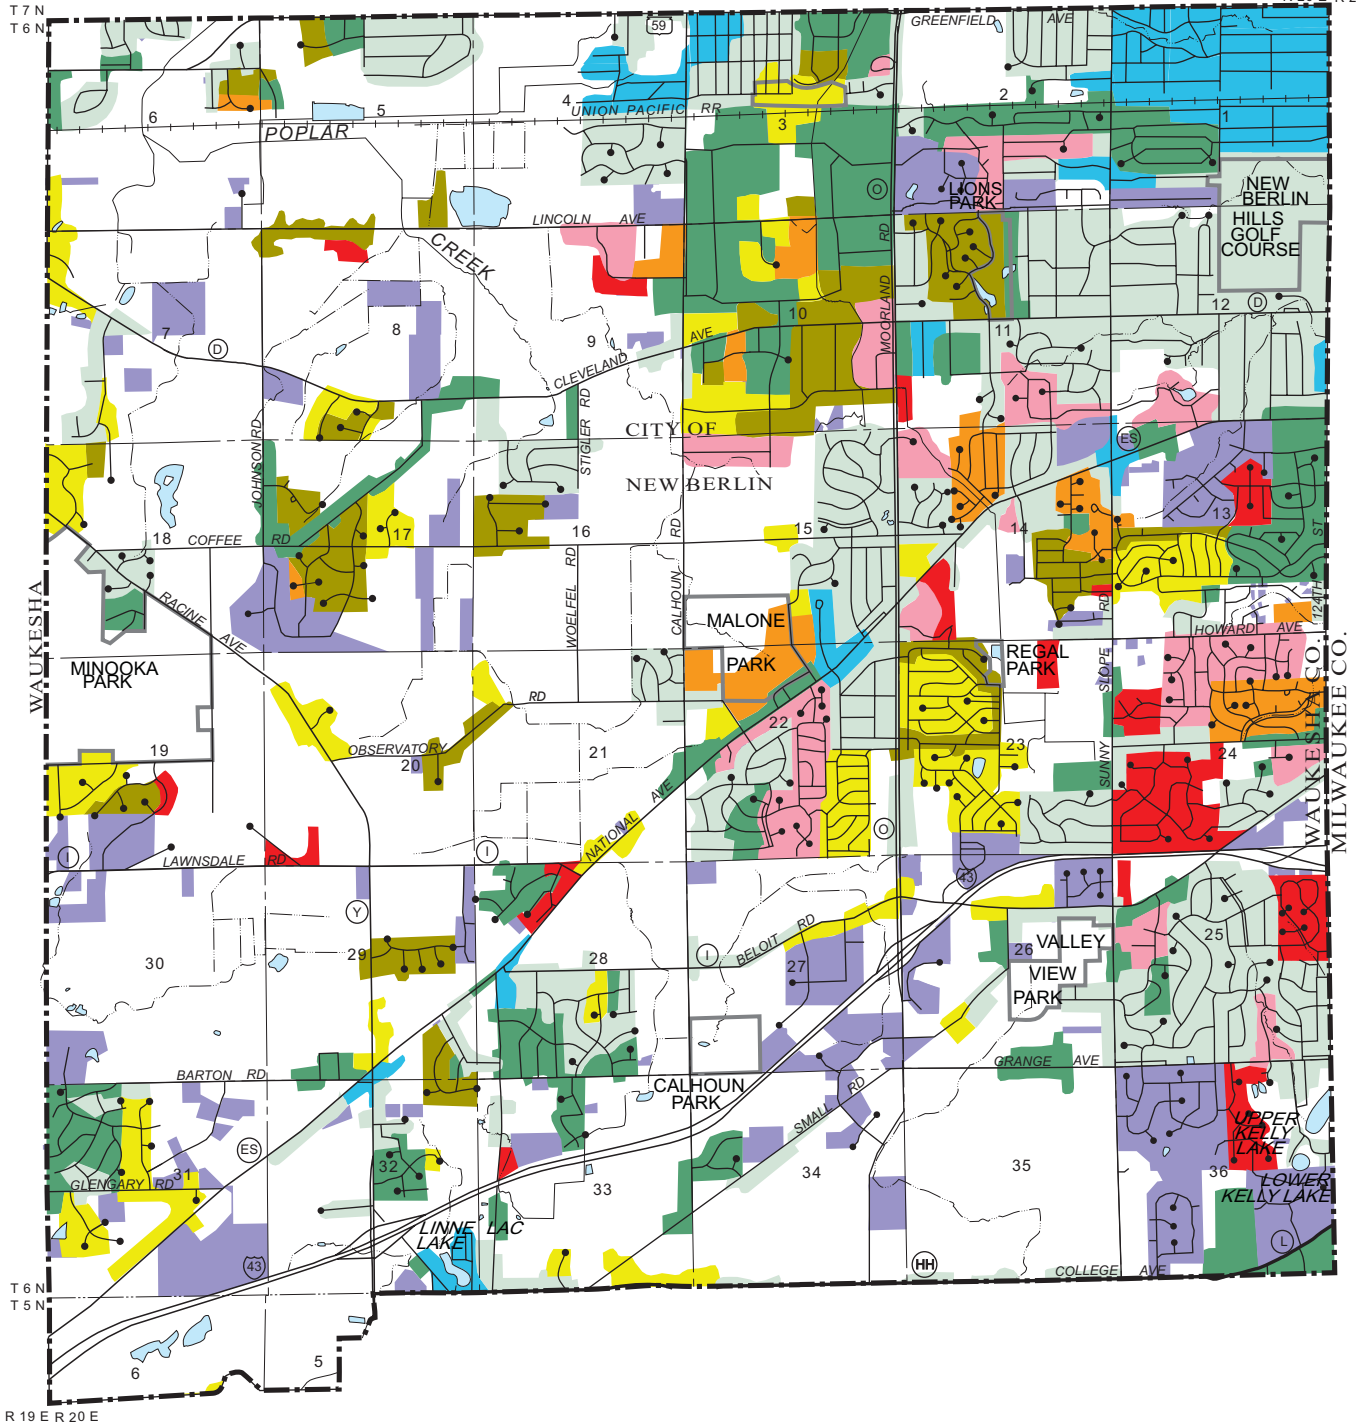 T 7 N
T 6 N
59
GREENFIELD AVE
6
5
4
UNION PACIFIC RR
3
2
1
POPLAR
CREEK
LINCOLN AVE
O
LIONS
PARK
NEW
BERLIN
HILLS
GOLF
COURSE
MOORLAND RD
7
D
8
9
CLEVELAND AVE
10
11
12
D
JOHNSON RD
STIGLER RD
CITY OF
NEW BERLIN
ES
18
COFFEE RD
17
16
15
14
13
WAUKESHA
RACINE AVE
WOELFEL RD
CALHOUN RD
MALONE
PARK
REGAL
PARK
SUNNY SLOPE RD
HOWARD AVE
124TH ST
MINOOKA
PARK
OBSERVATORY RD
19
20
21
22
23
24
WAUKESHA CO.
MILWAUKEE CO.
NATIONAL AVE
I
LAWNSDALE RD
I
O
43
Y
30
29
28
I
BELOIT RD
27
26
VALLEY
VIEW
PARK
25
BARTON RD
CALHOUN
PARK
GRANGE AVE
SMALL RD
UPPER
KELLY
LAKE
LOWER
KELLY LAKE
ES
31
GLENGARY RD
32
33
34
35
36
LINNE LAC
LAKE
43
HH
L
COLLEGE AVE
T 6 N
T 5 N
6
5
R 19 E R 20 E